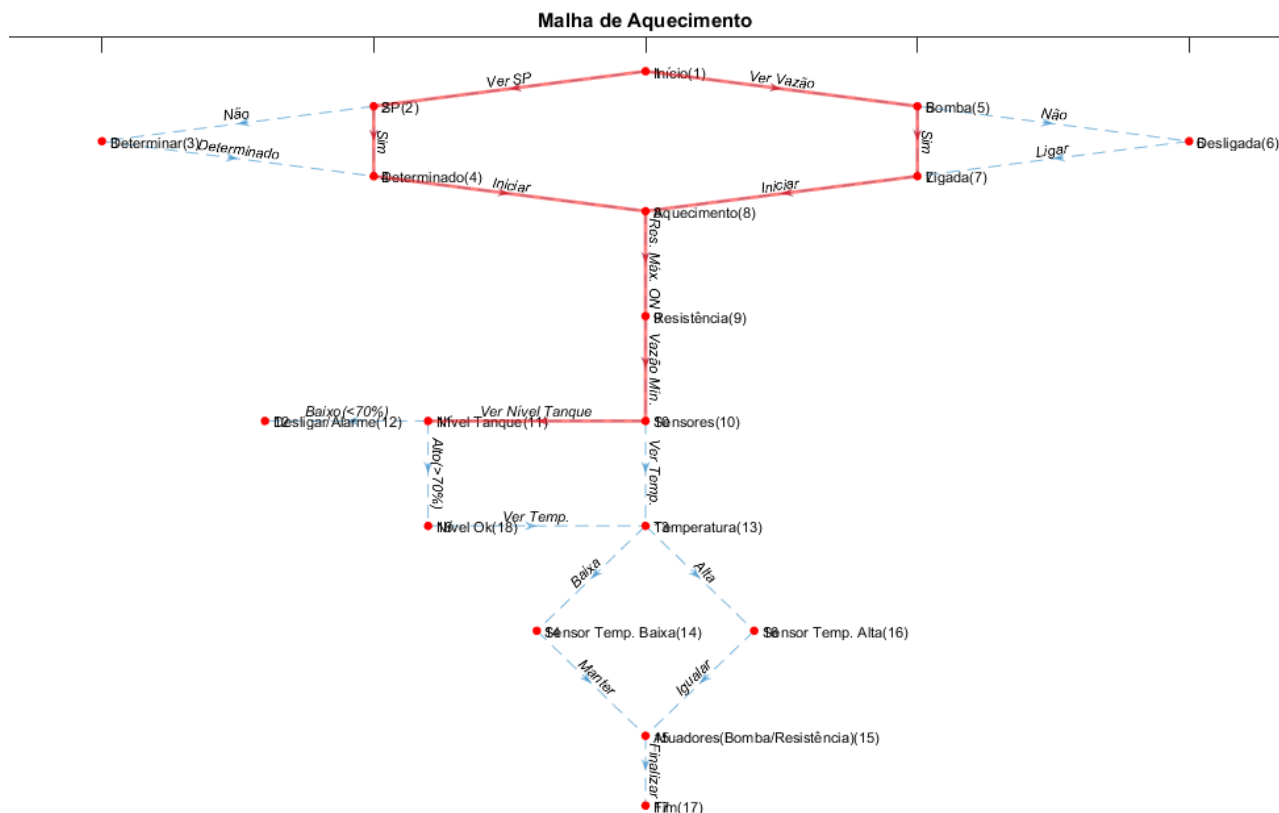 Malha de Aquecimento
Início(1)
Ver SP
Ver Vazão
SP(2)
Bomba(5)
Não
Não
Sim
Sim
Determinar(3)
Determinado
Desligada(6)
Ligar
Determinado(4)
Ligada(7)
Iniciar
Iniciar
Aquecimento(8)
Res. Máx. ON
Resistência(9)
Vazão Min.
Baixo(<70%)
Ver Nível Tanque
Desligar/Alarme(12)
Nível Tanque(11)
Sensores(10)
Alto(>70%)
Ver Temp.
Ver Temp.
Nível Ok(18)
Temperatura(13)
Baixa
Alta
Sensor Temp. Baixa(14)
Sensor Temp. Alta(16)
Manter
Igualar
Atuadores(Bomba/Resistência)(15)
Finalizar
Fim(17)